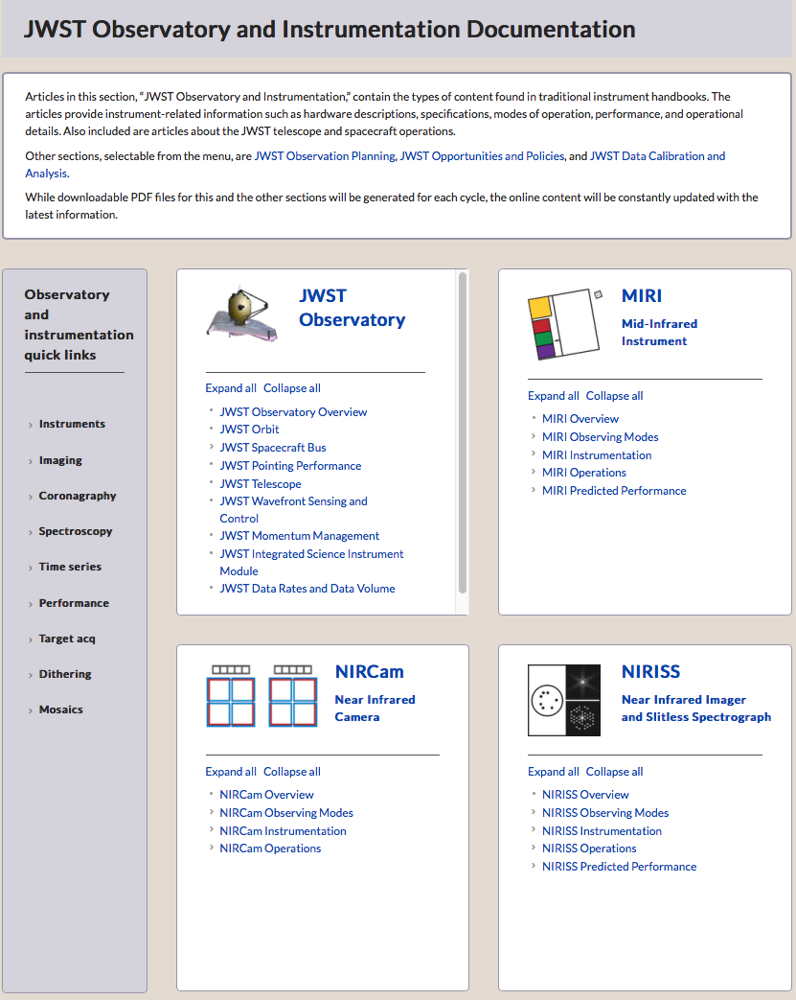 JWST Observatory and Instrumentation Documentation
Articles in this section, “JWST Observatory and Instrumentation,” contain the types of content found in traditional instrument handbooks. The
articles provide instrument-related information such as hardware descriptions, specifications, modes of operation, performance, and operational
details. Also included are articles about the JWST telescope and spacecraft operations.
Other sections, selectable from the menu, are JWST Observation Planning, JWST Opportunities and Policies, and JWST Data Calibration and
Analysis.
While downloadable PDF files for this and the other sections will be generated for each cycle, the online content will be constantly updated with the
latest information.
Observatory
and
instrumentation
quick links
Instruments
Imaging
Coronagraphy
Spectroscopy
Time series
Performance
Target acq
Dithering
Mosaics
JWST
Observatory
Expand all Collapse all
JWST Observatory Overview
JWST Orbit
JWST Spacecraft Bus
JWST Pointing Performance
JWST Telescope
JWST Wavefront Sensing and
Control
JWST Momentum Management
JWST Integrated Science Instrument
Module
JWST Data Rates and Data Volume
MIRI
Mid-Infrared
Instrument
Expand all Collapse all
MIRI Overview
MIRI Observing Modes
MIRI Instrumentation
MIRI Operations
MIRI Predicted Performance
NIRCam
Near Infrared
Camera
Expand all Collapse all
NIRCam Overview
NIRCam Observing Modes
NIRCam Instrumentation
NIRCam Operations
NIRISS
Near Infrared Imager
and Slitless Spectrograph
Expand all Collapse all
NIRISS Overview
NIRISS Observing Modes
NIRISS Instrumentation
NIRISS Operations
NIRISS Predicted Performance